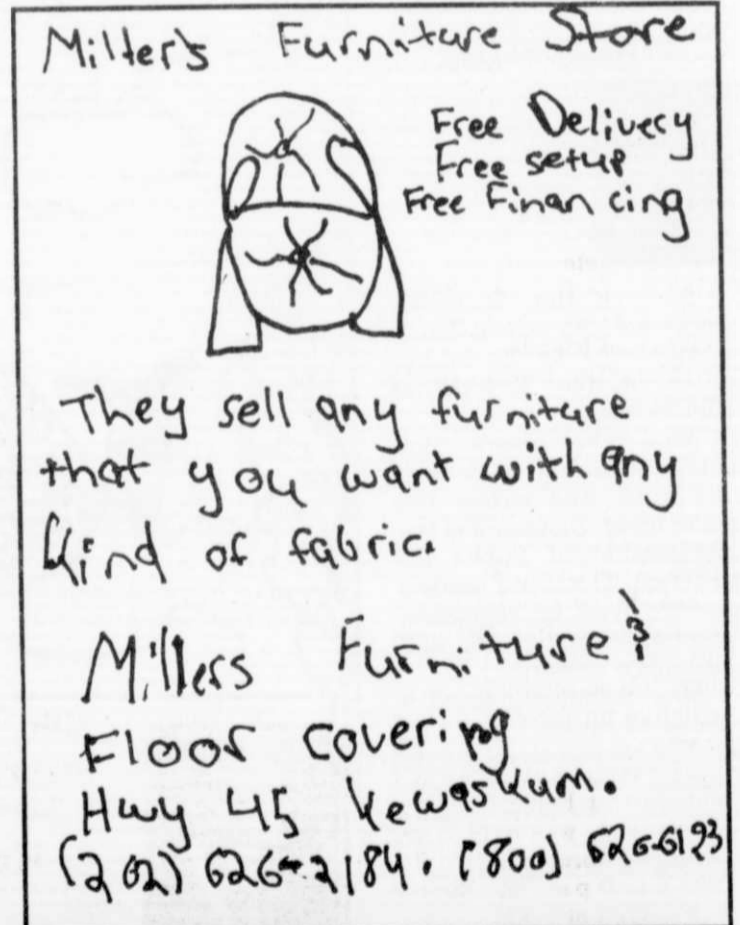 Miller's Furniture Store
Free Delivery
Free setup
Free Financing
They sell any furniture
that you want with any
kind of fabric.
Millers Furniture &
Floor covering
Hwy 45 Kewaskum.
(262) 626-2184. (800) 626-6193